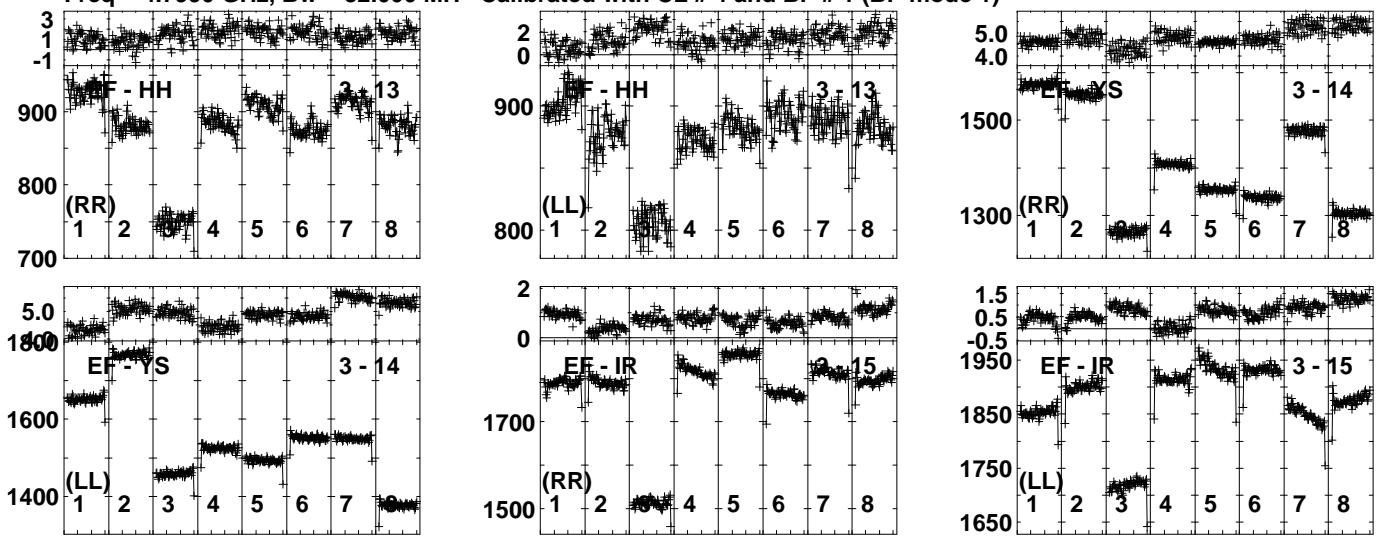 Freq = GHz, Bw = 32.000 MH Calibrated with CL # 4 and BP # 1 (BP mode 1)
3
1
-1
EF - HH 3 - 13
900
800
700
(RR)
1 2 3 4 5 6 7 8
2
0
EF - HH 3 - 13
900
800
(LL)
1 2 3 4 5 6 7 8
5.0
4.0
EF - YS 3 - 14
1500
1300
(RR)
1 2 3 4 5 6 7 8
5.0
4.0
1800
EF - YS 3 - 14
1600
1400
(LL)
1 2 3 4 5 6 7 8
2
0
EF - IR 3 - 15
1700
1500
(RR)
1 2 3 4 5 6 7 8
1.5
0.5
-0.5
EF - IR 3 - 15
1950
1850
1750
1650
(LL)
1 2 3 4 5 6 7 8